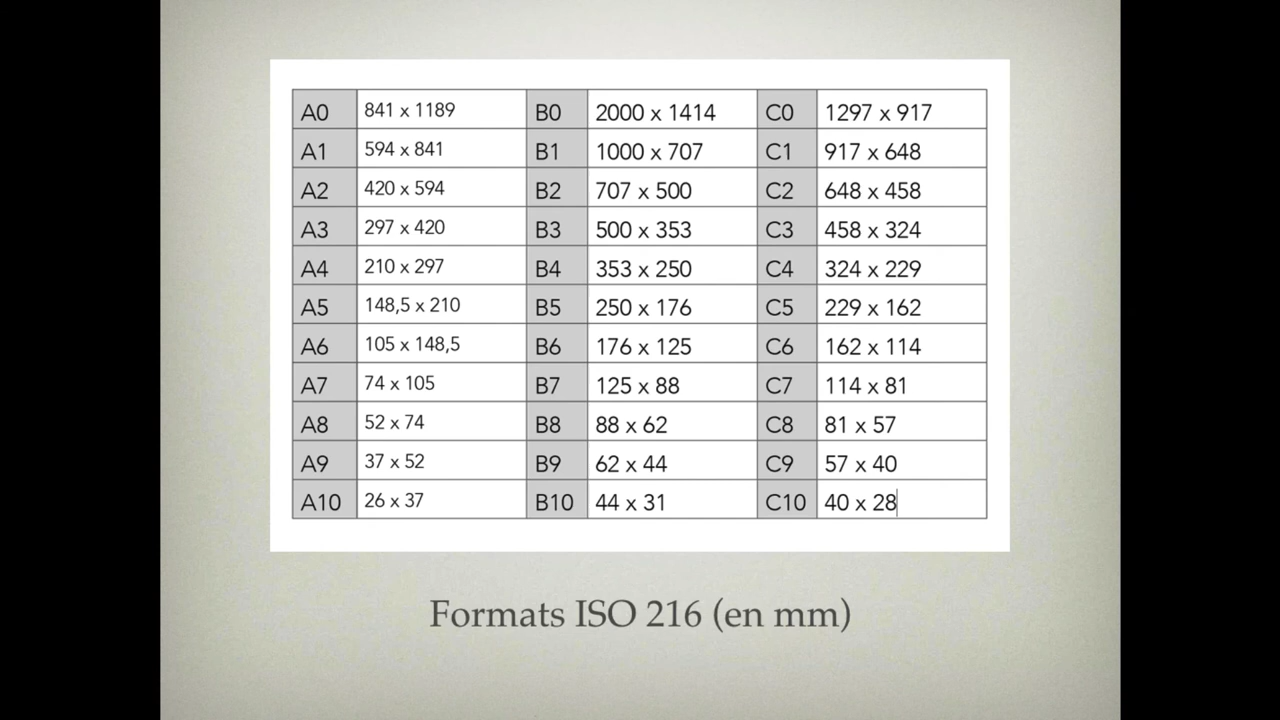 A0 841 x 1189 B0 2000 x 1414 C0 1297 x 917
A1 594 x 841 B1 1000 x 707 C1 917 x 648
A2 420 x 594 B2 707 x 500 C2 648 x 458
A3 297 x 420 B3 500 x 353 C3 458 x 324
A4 210 x 297 B4 353 x 250 C4 324 x 229
A5 148,5 x 210 B5 250 x 176 C5 229 x 162
A6 105 x 148,5 B6 176 x 125 C6 162 x 114
A7 74 x 105 B7 125 x 88 C7 114 x 81
A8 52 x 74 B8 88 x 62 C8 81 x 57
A9 37 x 52 B9 62 x 44 C9 57 x 40
A10 26 x 37 B10 44 x 31 C10 40 x 28
Formats ISO 216 (en mm)